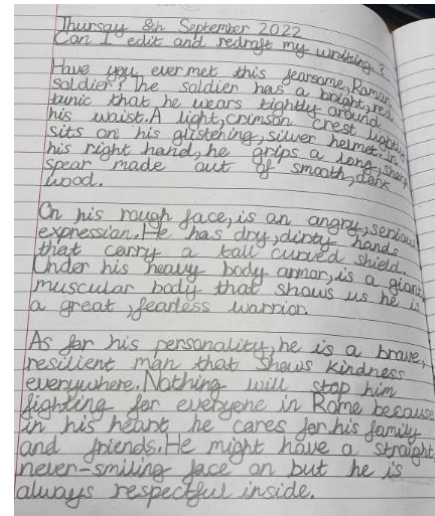 Thursay 8th September 2022
Can I edit and redraft my writing?
Have you ever met this fearsome, Roman
soldier? The soldier has a bright, red
tunic that he wears tightly around
his waist. A light, crimson crest lightly
sits on his glistening, silver helmet. In
his right hand, he grips a long, sharp
spear made out of smooth, dark
wood.
On his rough face, is an angry, serious
expression. He has dry, dirty hands
that carry a tall curved shield.
Under his heavy body armor, is a giant,
muscular body that shows us he is
a great, fearless warrior.
As for his personality, he is a brave,
resilient man that shows kindness
everywhere. Nothing will stop him
fighting for everyone in Rome because
in his heart he cares for his family
and friends. He might have a straight
never-smiling face on but he is
always respectful inside.